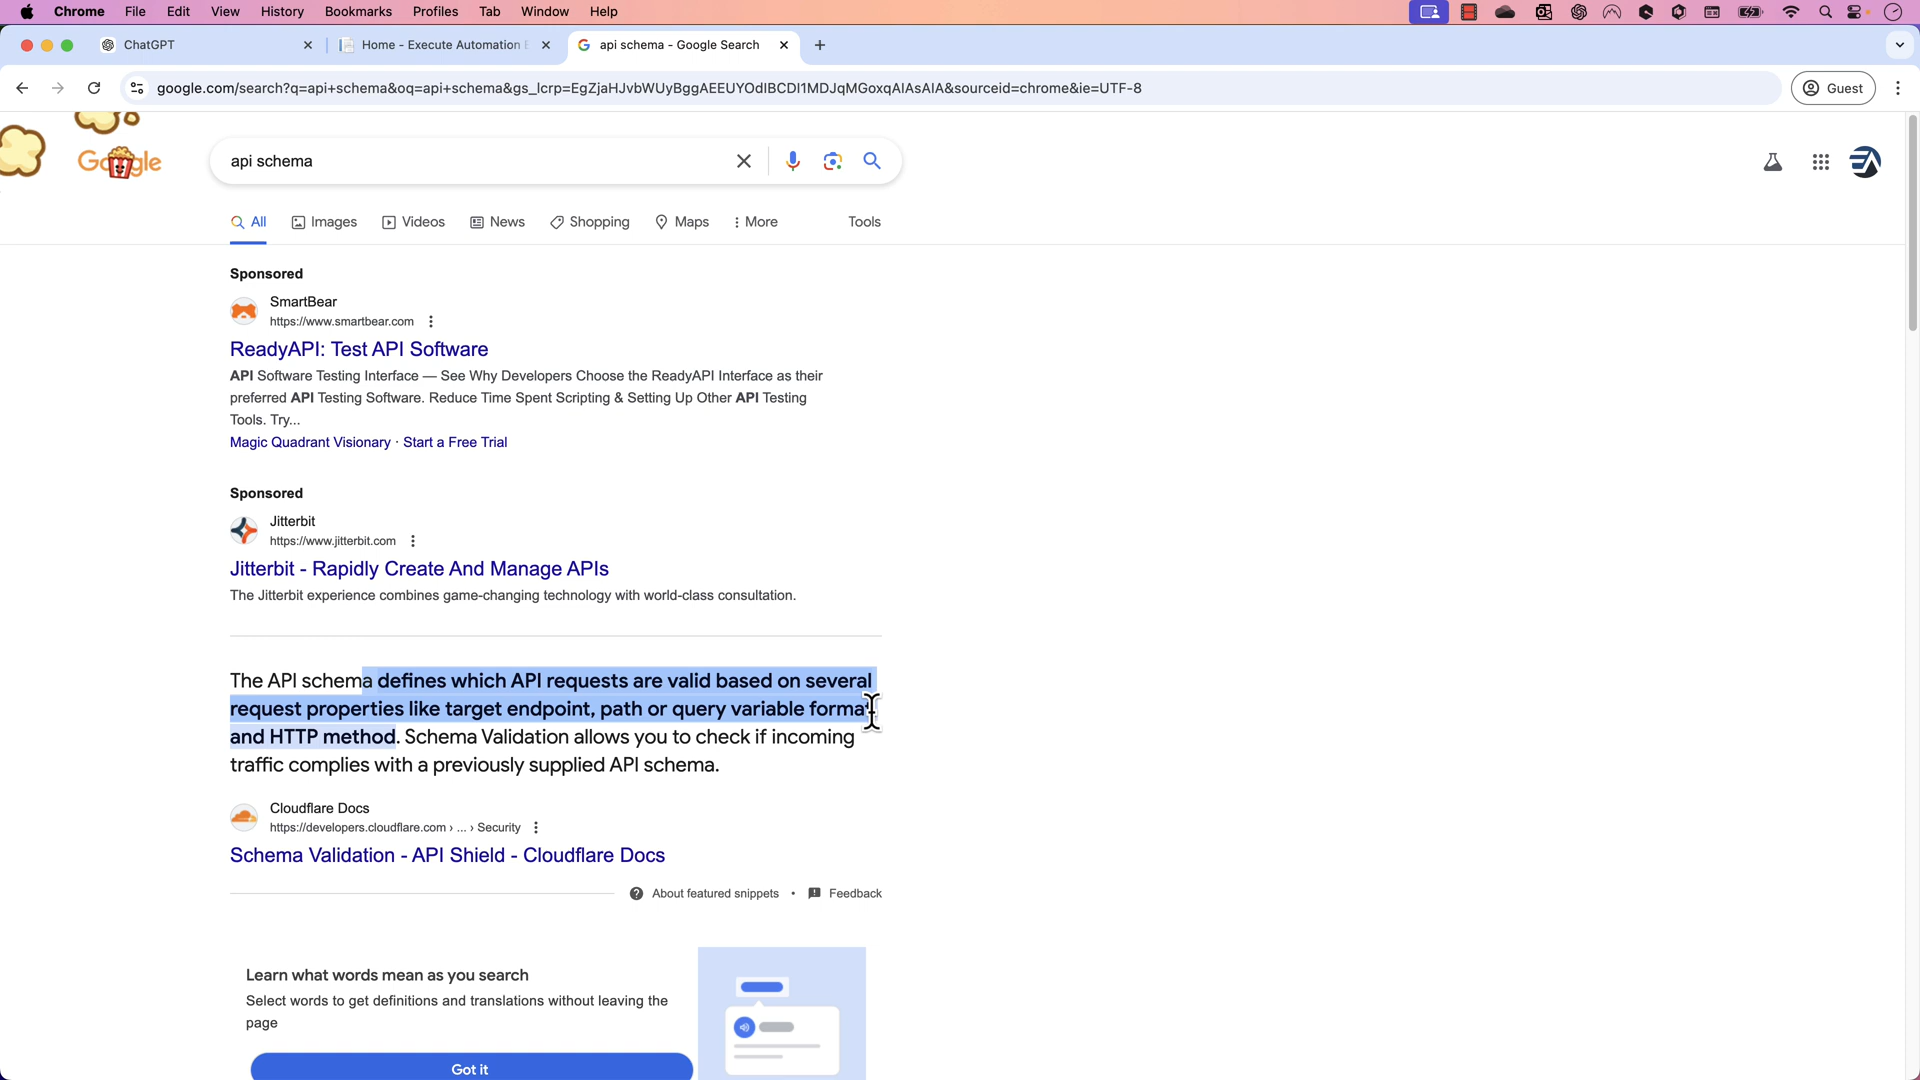 Chrome File Edit View History Bookmarks Profiles Tab Window Help
ChatGPT
Home - Execute Automation E
api schema - Google Search
google.com/search?q=api+schema&oq=api+schema&gs_lcrp=EgZjaHJvbWUyBggAEEUYOdIBCDI1MDJqMGoxqAIAsAIA&sourceid=chrome&ie=UTF-8
Guest
Google
api schema
All Images Videos News Shopping Maps More Tools
Sponsored
SmartBear
https://www.smartbear.com
ReadyAPI: Test API Software
API Software Testing Interface — See Why Developers Choose the ReadyAPI Interface as their
preferred API Testing Software. Reduce Time Spent Scripting & Setting Up Other API Testing
Tools. Try...
Magic Quadrant Visionary · Start a Free Trial
Sponsored
Jitterbit
https://www.jitterbit.com
Jitterbit - Rapidly Create And Manage APIs
The Jitterbit experience combines game-changing technology with world-class consultation.
The API schema defines which API requests are valid based on several
request properties like target endpoint, path or query variable format
and HTTP method. Schema Validation allows you to check if incoming
traffic complies with a previously supplied API schema.
Cloudflare Docs
https://developers.cloudflare.com › ... › Security
Schema Validation - API Shield - Cloudflare Docs
About featured snippets • Feedback
Learn what words mean as you search
Select words to get definitions and translations without leaving the
page
Got it